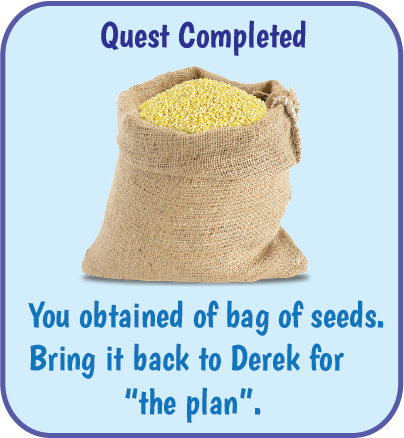 Quest Completed
You obtained of bag of seeds.
Bring it back to Derek for
“the plan”.